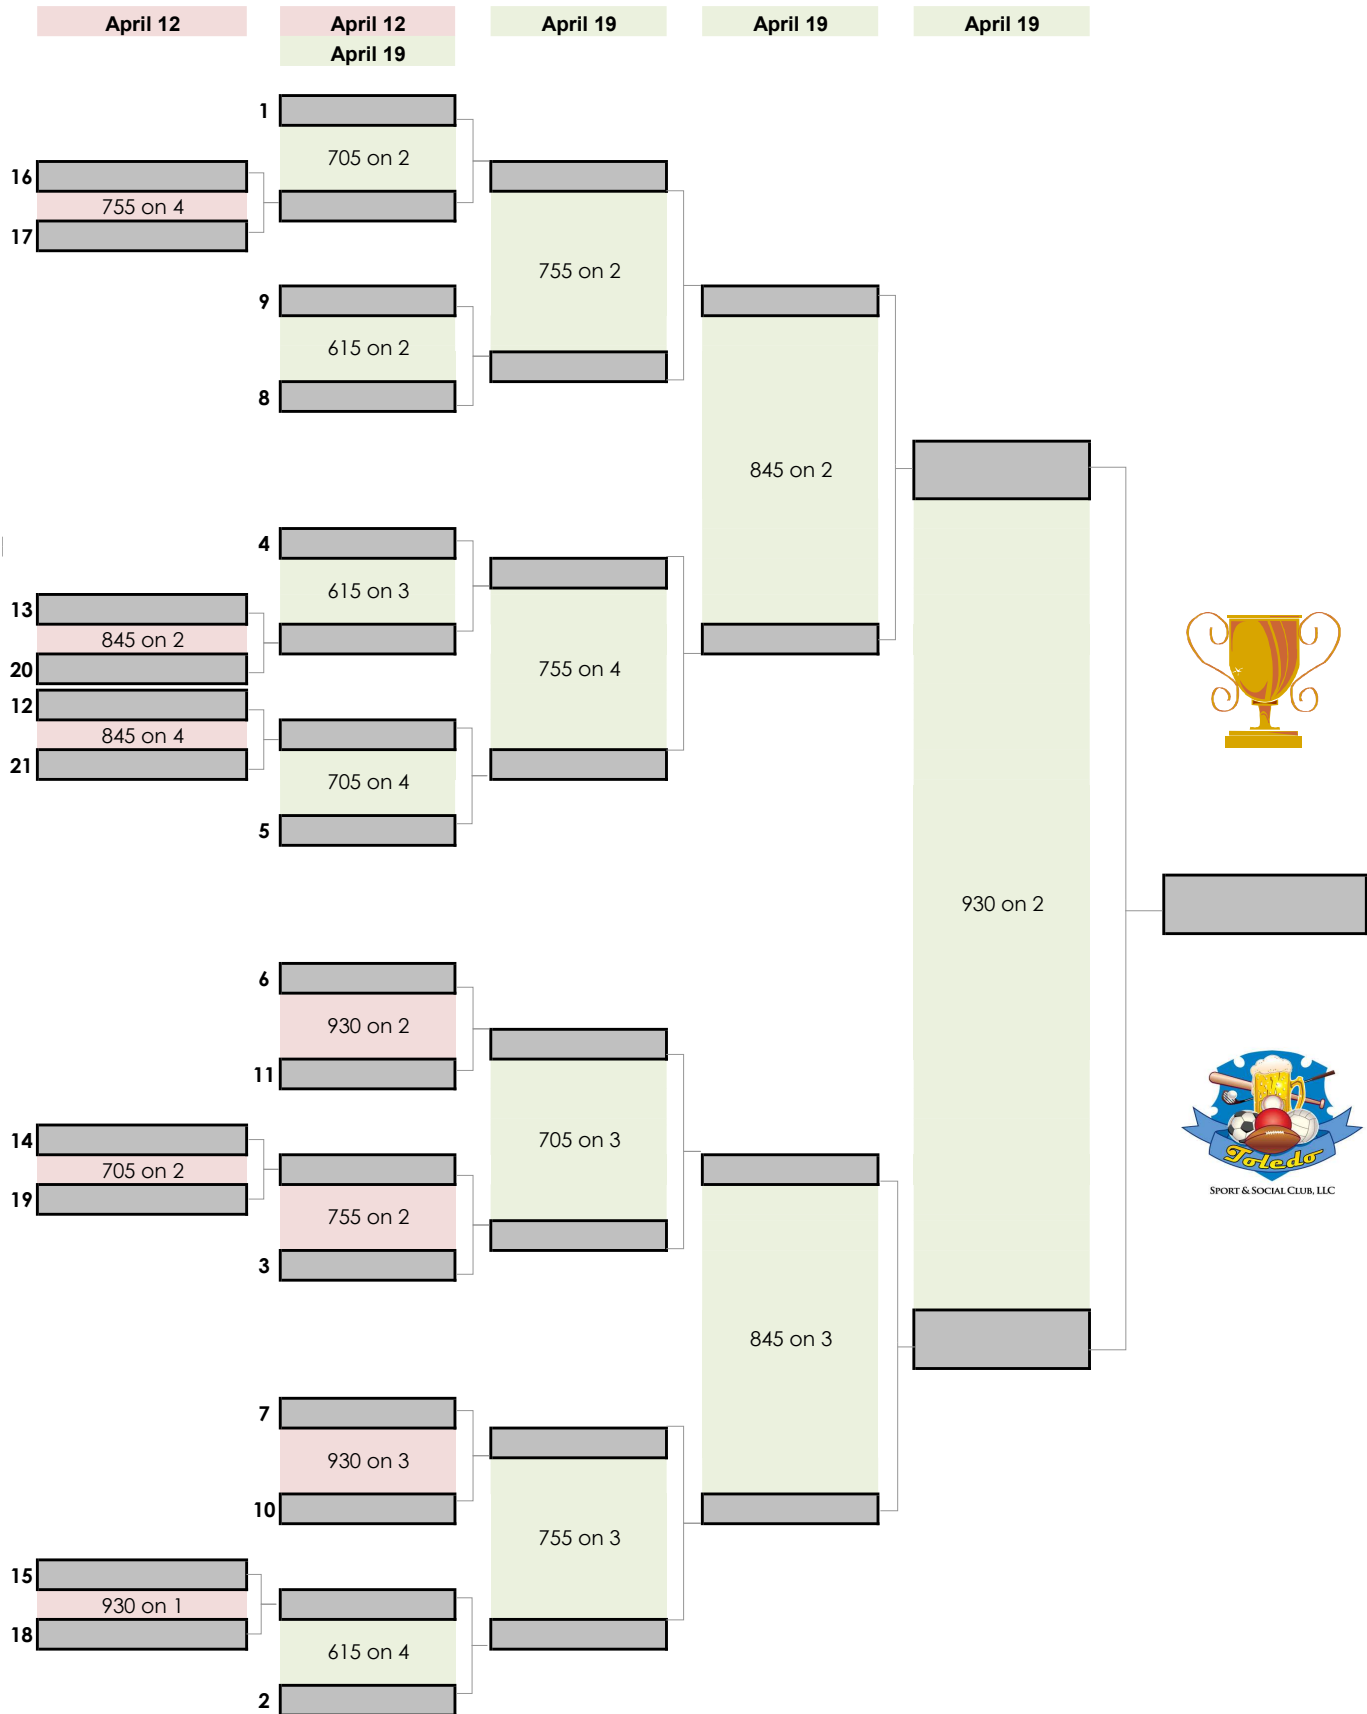 April 12 April 12 April 19 April 19 April 19
April 19
1
705 on 2
16
755 on 4
17
755 on 2
9
615 on 2
8
845 on 2
4
615 on 3
13
845 on 2
20
755 on 4
12
845 on 4
21
705 on 4
5
930 on 2
6
930 on 2
11
705 on 3
14
705 on 2
19
755 on 2
3
845 on 3
7
930 on 3
10
755 on 3
15
930 on 1
18
615 on 4
2
Toledo
SPORT & SOCIAL CLUB, LLC